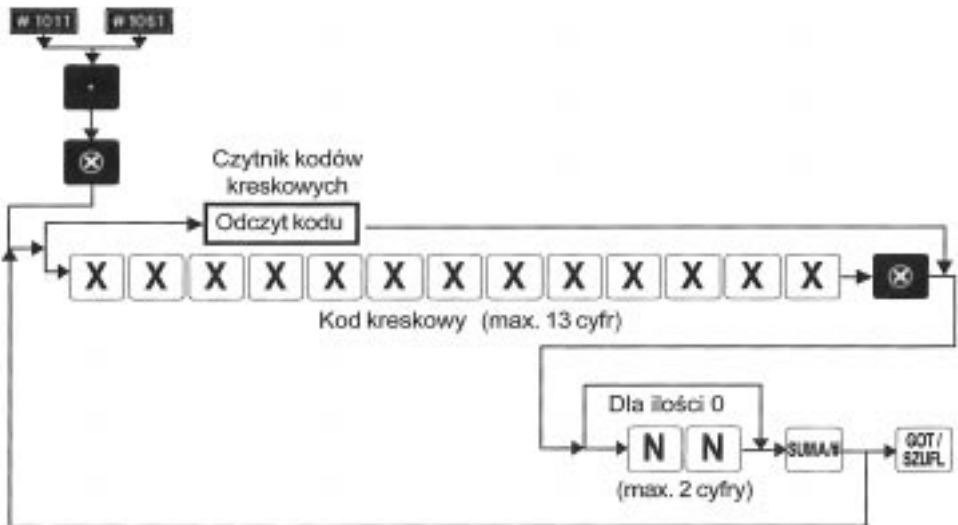 # 1011 # 1051
.
⊗
Czytnik kodów
kreskowych
Odczyt kodu
X X X X X X X X X X X X X ⊗
Kod kreskowy (max. 13 cyfr)
Dla ilości 0
N N SUMA/# GOT /
SZUFL
(max. 2 cyfry)